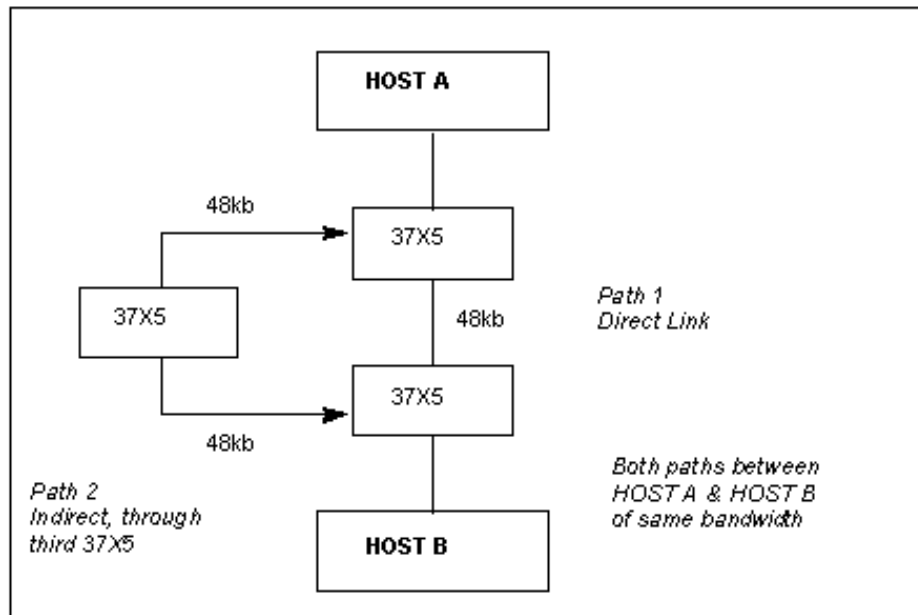 HOST A
48kb
37X5
37X5
48kb
Path 1
Direct Link
37X5
48kb
Path 2
Indirect, through
third 37X5
Both paths between
HOST A & HOST B
of same bandwidth
HOST B